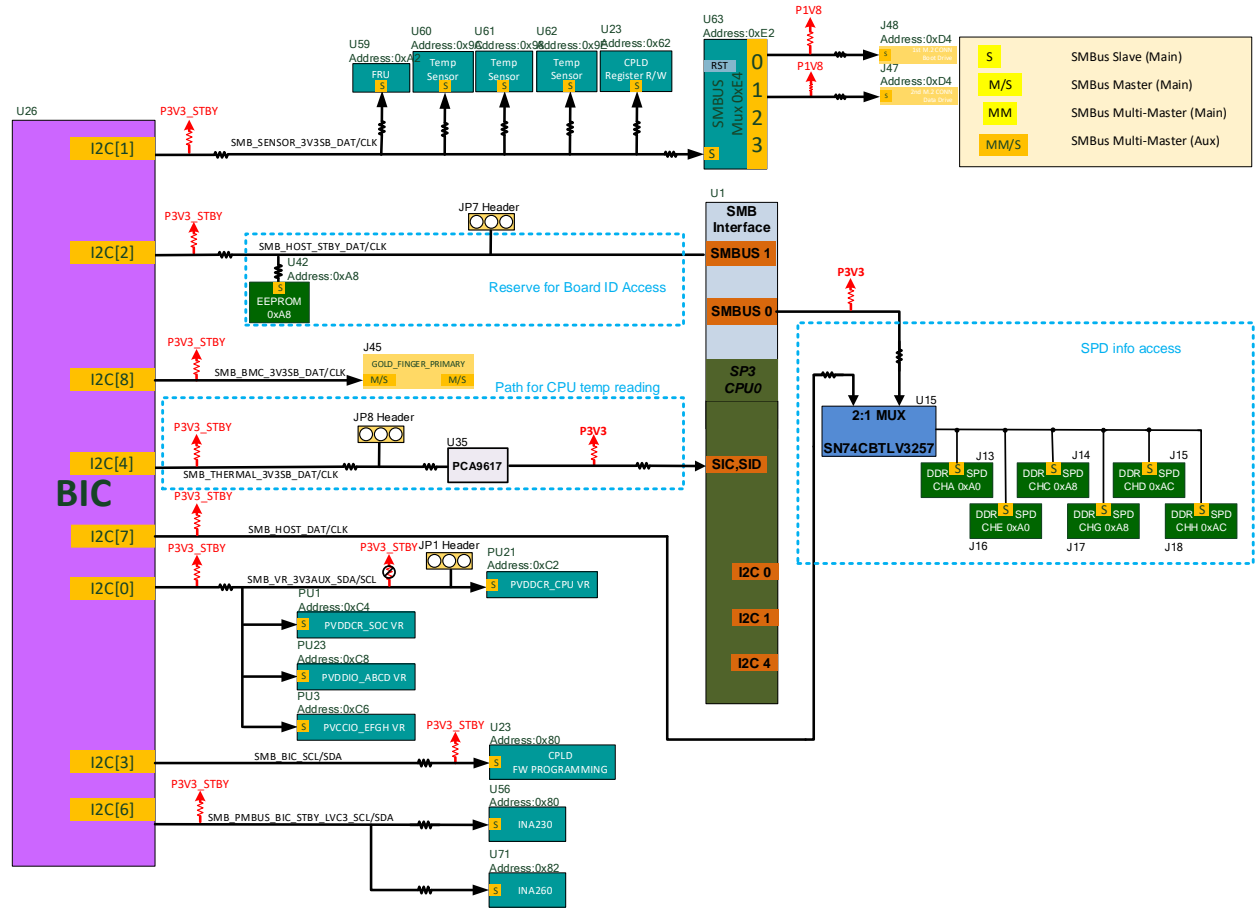 U26
BIC
I2C[1]
P3V3_STBY
SMB_SENSOR_3V3SB_DAT/CLK
U59
Address:0xA2
FRU
S
U60
Address:0x9C
Temp
Sensor
S
U61
Address:0x98
Temp
Sensor
S
U62
Address:0x9E
Temp
Sensor
S
U23
Address:0x62
CPLD
Register R/W
S
U63
Address:0xE2
RST
SMBUS
Mux 0xE4
0
1
2
3
S
P1V8
P1V8
J48
Address:0xD4
S
J47
Address:0xD4
S
S
SMBus Slave (Main)
M/S
SMBus Master (Main)
MM
SMBus Multi-Master (Main)
MM/S
SMBus Multi-Master (Aux)
I2C[2]
P3V3_STBY
SMB_HOST_STBY_DAT/CLK
JP7 Header
U42
Address:0xA8
S
EEPROM
0xA8
Reserve for Board ID Access
U1
SMB
Interface
SMBUS 1
SMBUS 0
SP3
CPU0
SIC,SID
I2C 0
I2C 1
I2C 4
P3V3
SPD info access
U15
2:1 MUX
SN74CBTLV3257
J13
DDR S SPD
CHA 0xA0
J14
DDR S SPD
CHC 0xA8
J15
DDR S SPD
CHD 0xAC
DDR S SPD
CHE 0xA0
J16
DDR S SPD
CHG 0xA8
J17
DDR S SPD
CHH 0xAC
J18
I2C[8]
P3V3_STBY
SMB_BMC_3V3SB_DAT/CLK
J45
GOLD_FINGER_PRIMARY
M/S
M/S
Path for CPU temp reading
I2C[4]
P3V3_STBY
SMB_THERMAL_3V3SB_DAT/CLK
JP8 Header
U35
PCA9617
P3V3
I2C[7]
P3V3_STBY
SMB_HOST_DAT/CLK
I2C[0]
P3V3_STBY
SMB_VR_3V3AUX_SDA/SCL
P3V3_STBY
JP1 Header
PU21
Address:0xC2
S
PVDDCR_CPU VR
PU1
Address:0xC4
S
PVDDCR_SOC VR
PU23
Address:0xC8
S
PVDDIO_ABCD VR
PU3
Address:0xC6
S
PVCCIO_EFGH VR
I2C[3]
SMB_BIC_SCL/SDA
P3V3_STBY
U23
Address:0x80
S
CPLD
FW PROGRAMMING
I2C[6]
P3V3_STBY
SMB_PMBUS_BIC_STBY_LVC3_SCL/SDA
U56
Address:0x80
S
INA230
U71
Address:0x82
S
INA260